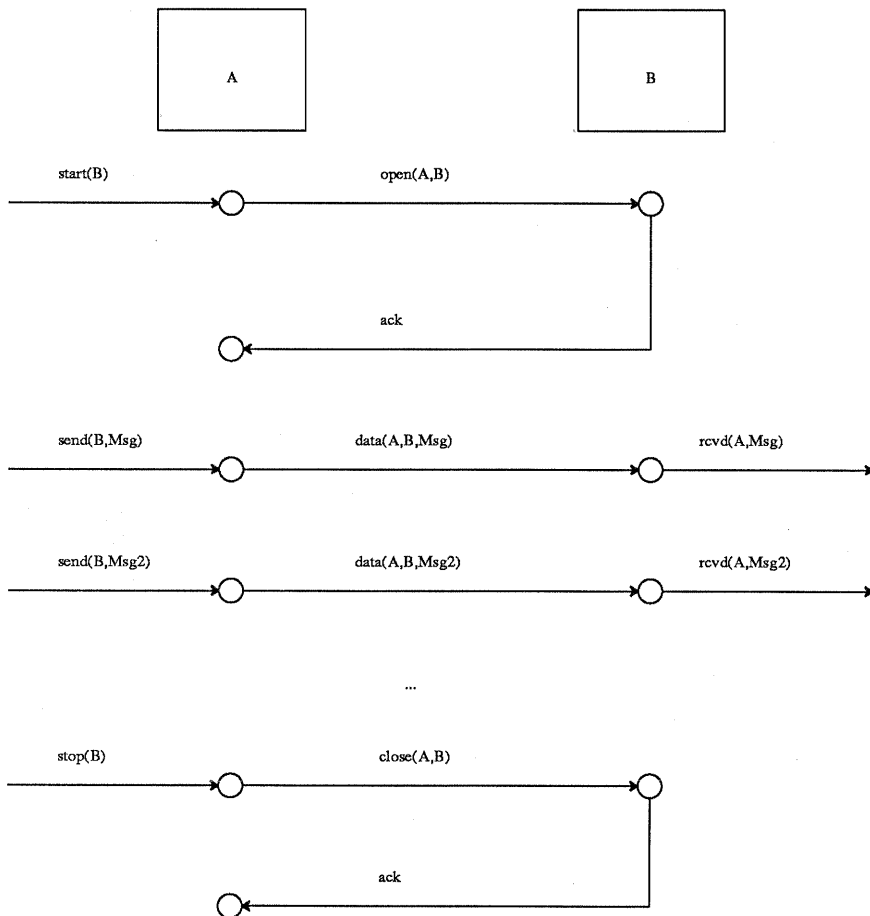 A
B
start(B)
open(A,B)
ack
send(B,Msg)
data(A,B,Msg)
rcvd(A,Msg)
send(B,Msg2)
data(A,B,Msg2)
rcvd(A,Msg2)
...
stop(B)
close(A,B)
ack